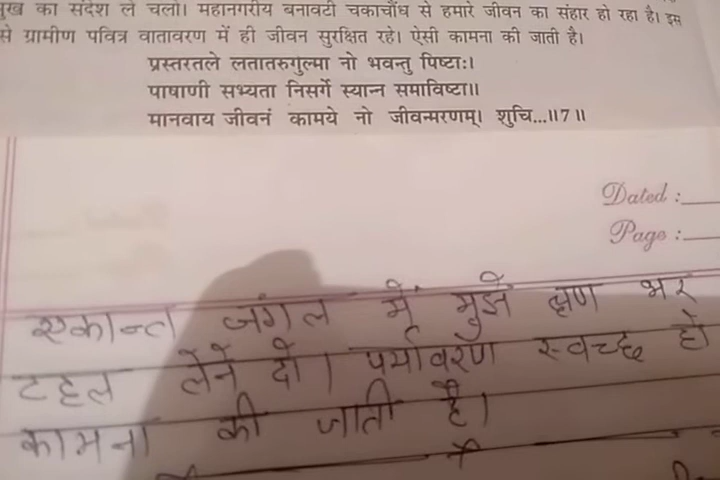 सुख का संदेश ले चलो। महानगरीय बनावटी चकाचौंध से हमारे जीवन का संहार हो रहा है। इस
से ग्रामीण पवित्र वातावरण में ही जीवन सुरक्षित रहे। ऐसी कामना की जाती है।
प्रस्तरतले लतातरुगुल्मा नो भवन्तु पिष्टाः।
पाषाणी सभ्यता निसर्गे स्यान्न समाविष्टा॥
मानवाय जीवनं कामये नो जीवन्मरणम्। शुचि...॥7॥
Dated :
Page :
एकान्त जंगल में मुझे क्षण भर
टहल लेने दो। पर्यावरण स्वच्छ हो
कामना की जाती है।